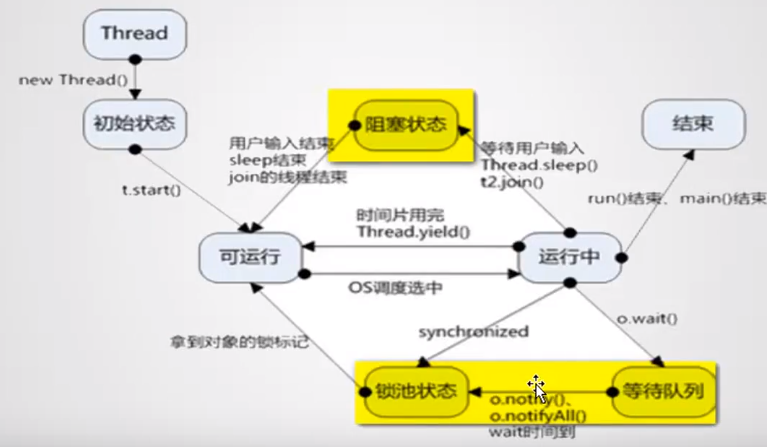 Thread
new Thread()
初始状态
阻塞状态
结束
用户输入结束
sleep结束
join的线程结束
等待用户输入
Thread.sleep()
t2.join()
t.start()
run()结束、main()结束
时间片用完
Thread.yield()
可运行
运行中
OS调度选中
o.wait()
synchronized
拿到对象的锁标记
锁池状态
等待队列
o.notify()、
o.notifyAll()
wait时间到